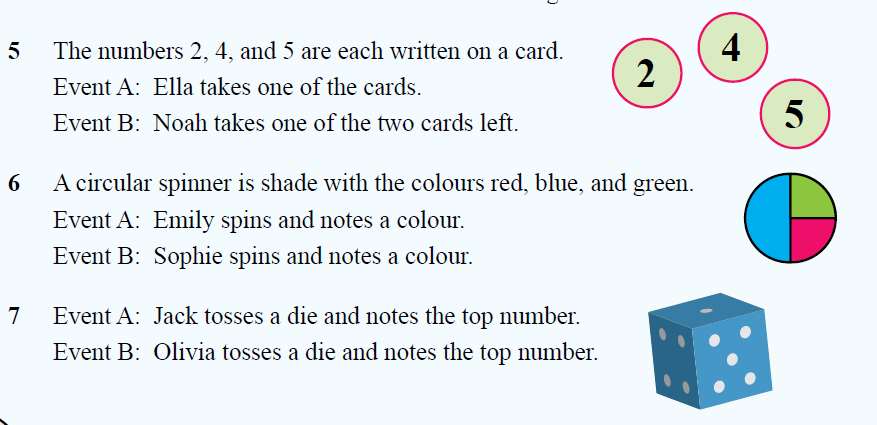 5 The numbers 2, 4, and 5 are each written on a card.
Event A: Ella takes one of the cards.
Event B: Noah takes one of the two cards left.
2
4
5
6 A circular spinner is shade with the colours red, blue, and green.
Event A: Emily spins and notes a colour.
Event B: Sophie spins and notes a colour.
7 Event A: Jack tosses a die and notes the top number.
Event B: Olivia tosses a die and notes the top number.